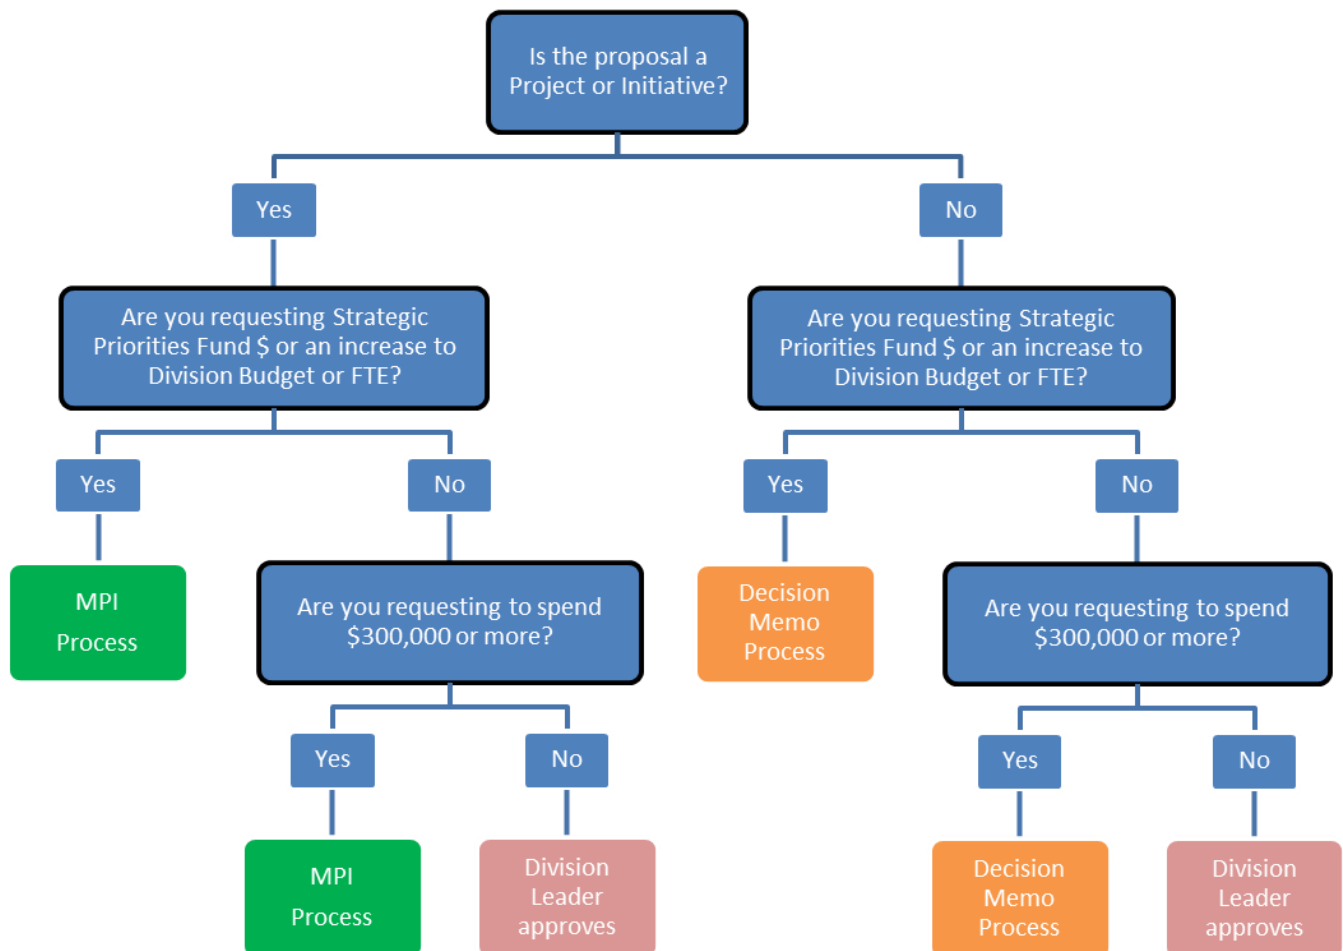 Is the proposal a
Project or Initiative?
Yes
No
Are you requesting Strategic
Priorities Fund $ or an increase to
Division Budget or FTE?
Are you requesting Strategic
Priorities Fund $ or an increase to
Division Budget or FTE?
Yes
No
Yes
No
MPI
Process
Are you requesting to spend
$300,000 or more?
Decision
Memo
Process
Are you requesting to spend
$300,000 or more?
Yes
No
Yes
No
MPI
Process
Division
Leader
approves
Decision
Memo
Process
Division
Leader
approves